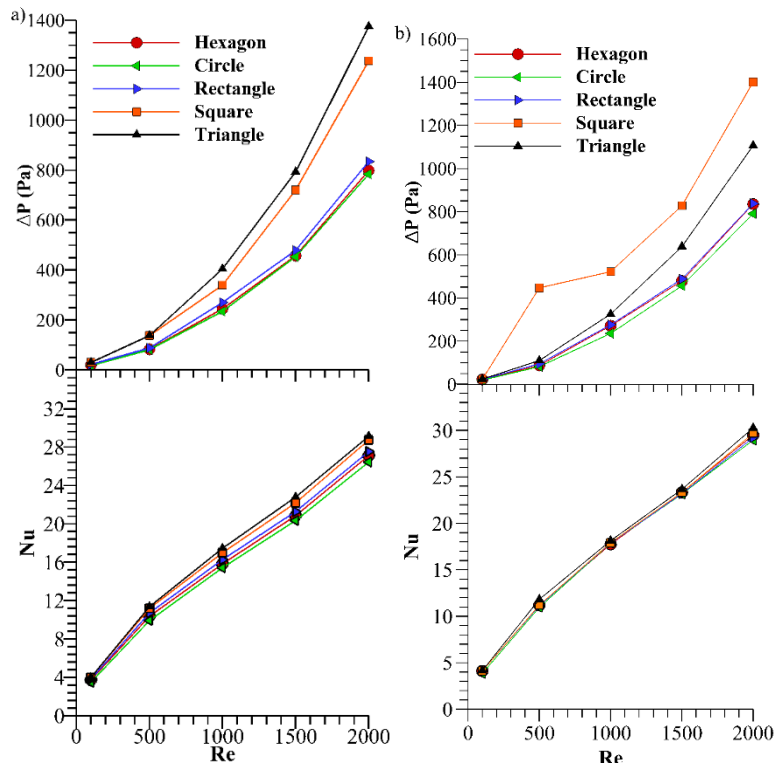 a)
1400
1200
1000
800
600
400
200
0
ΔP (Pa)
Hexagon
Circle
Rectangle
Square
Triangle
32
28
24
20
16
12
8
4
0
Nu
0 500 1000 1500 2000
Re
b)
1600
1400
1200
1000
800
600
400
200
0
ΔP (Pa)
Hexagon
Circle
Rectangle
Square
Triangle
30
25
20
15
10
5
0
Nu
0 500 1000 1500 2000
Re